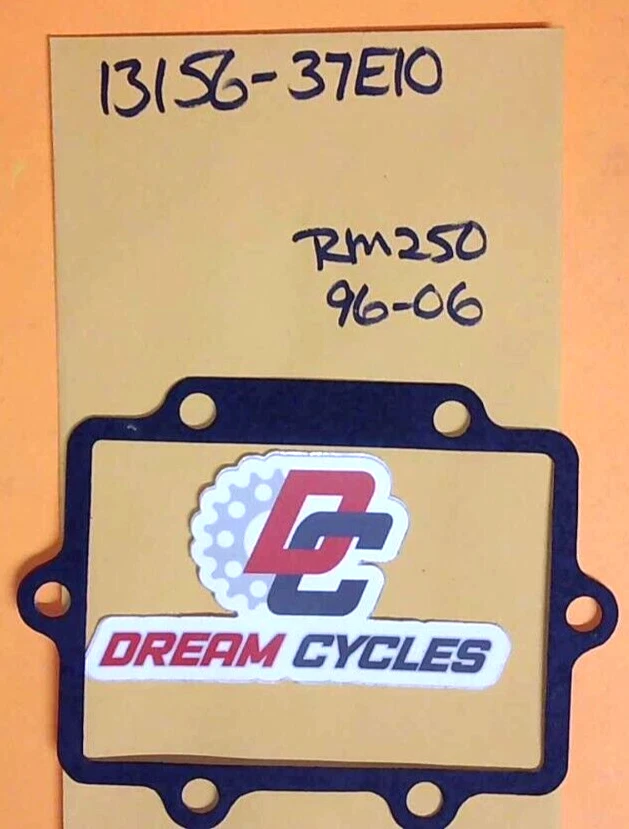 13156-37E10
RM250
96-06
DC
DREAM CYCLES